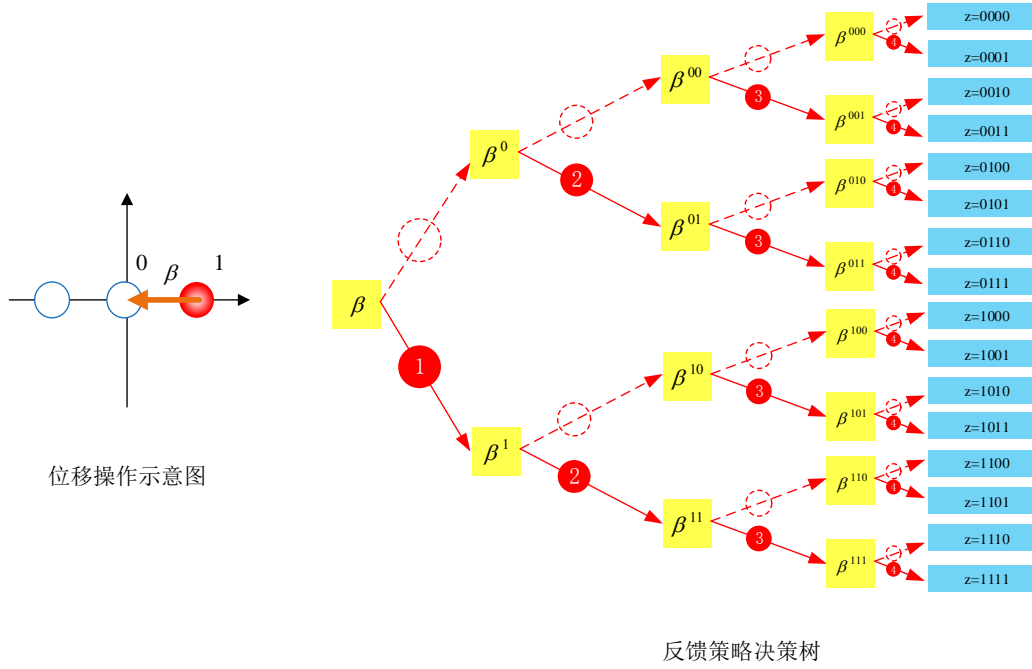 0
β
1
位移操作示意图
β
1
β⁰
β¹
2
2
β⁰⁰
β⁰¹
β¹⁰
β¹¹
3
3
3
3
β⁰⁰⁰
β⁰⁰¹
β⁰¹⁰
β⁰¹¹
β¹⁰⁰
β¹⁰¹
β¹¹⁰
β¹¹¹
4
4
4
4
4
4
4
4
z=0000
z=0001
z=0010
z=0011
z=0100
z=0101
z=0110
z=0111
z=1000
z=1001
z=1010
z=1011
z=1100
z=1101
z=1110
z=1111
反馈策略决策树